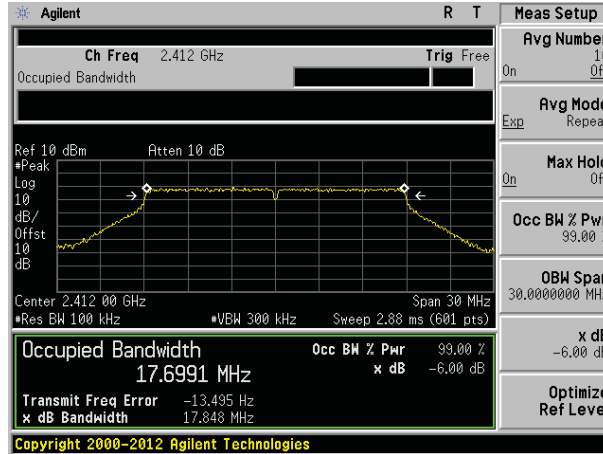 Agilent R T
Ch Freq 2.412 GHz Trig Free
Occupied Bandwidth
Ref 10 dBm Atten 10 dB
#Peak
Log
10
dB/
Offst
10
dB
Center 2.412 00 GHz Span 30 MHz
#Res BW 100 kHz #VBW 300 kHz Sweep 2.88 ms (601 pts)
Occupied Bandwidth
17.6991 MHz
Occ BW % Pwr 99.00 %
x dB -6.00 dB
Transmit Freq Error -13.495 Hz
x dB Bandwidth 17.848 MHz
Copyright 2000-2012 Agilent Technologies
Meas Setup
Avg Number
10
On Of
Avg Mode
Exp Repea
Max Hold
On Of
Occ BW % Pwr
99.00
OBW Span
30.0000000 MH
x dB
-6.00 dB
Optimize
Ref Level